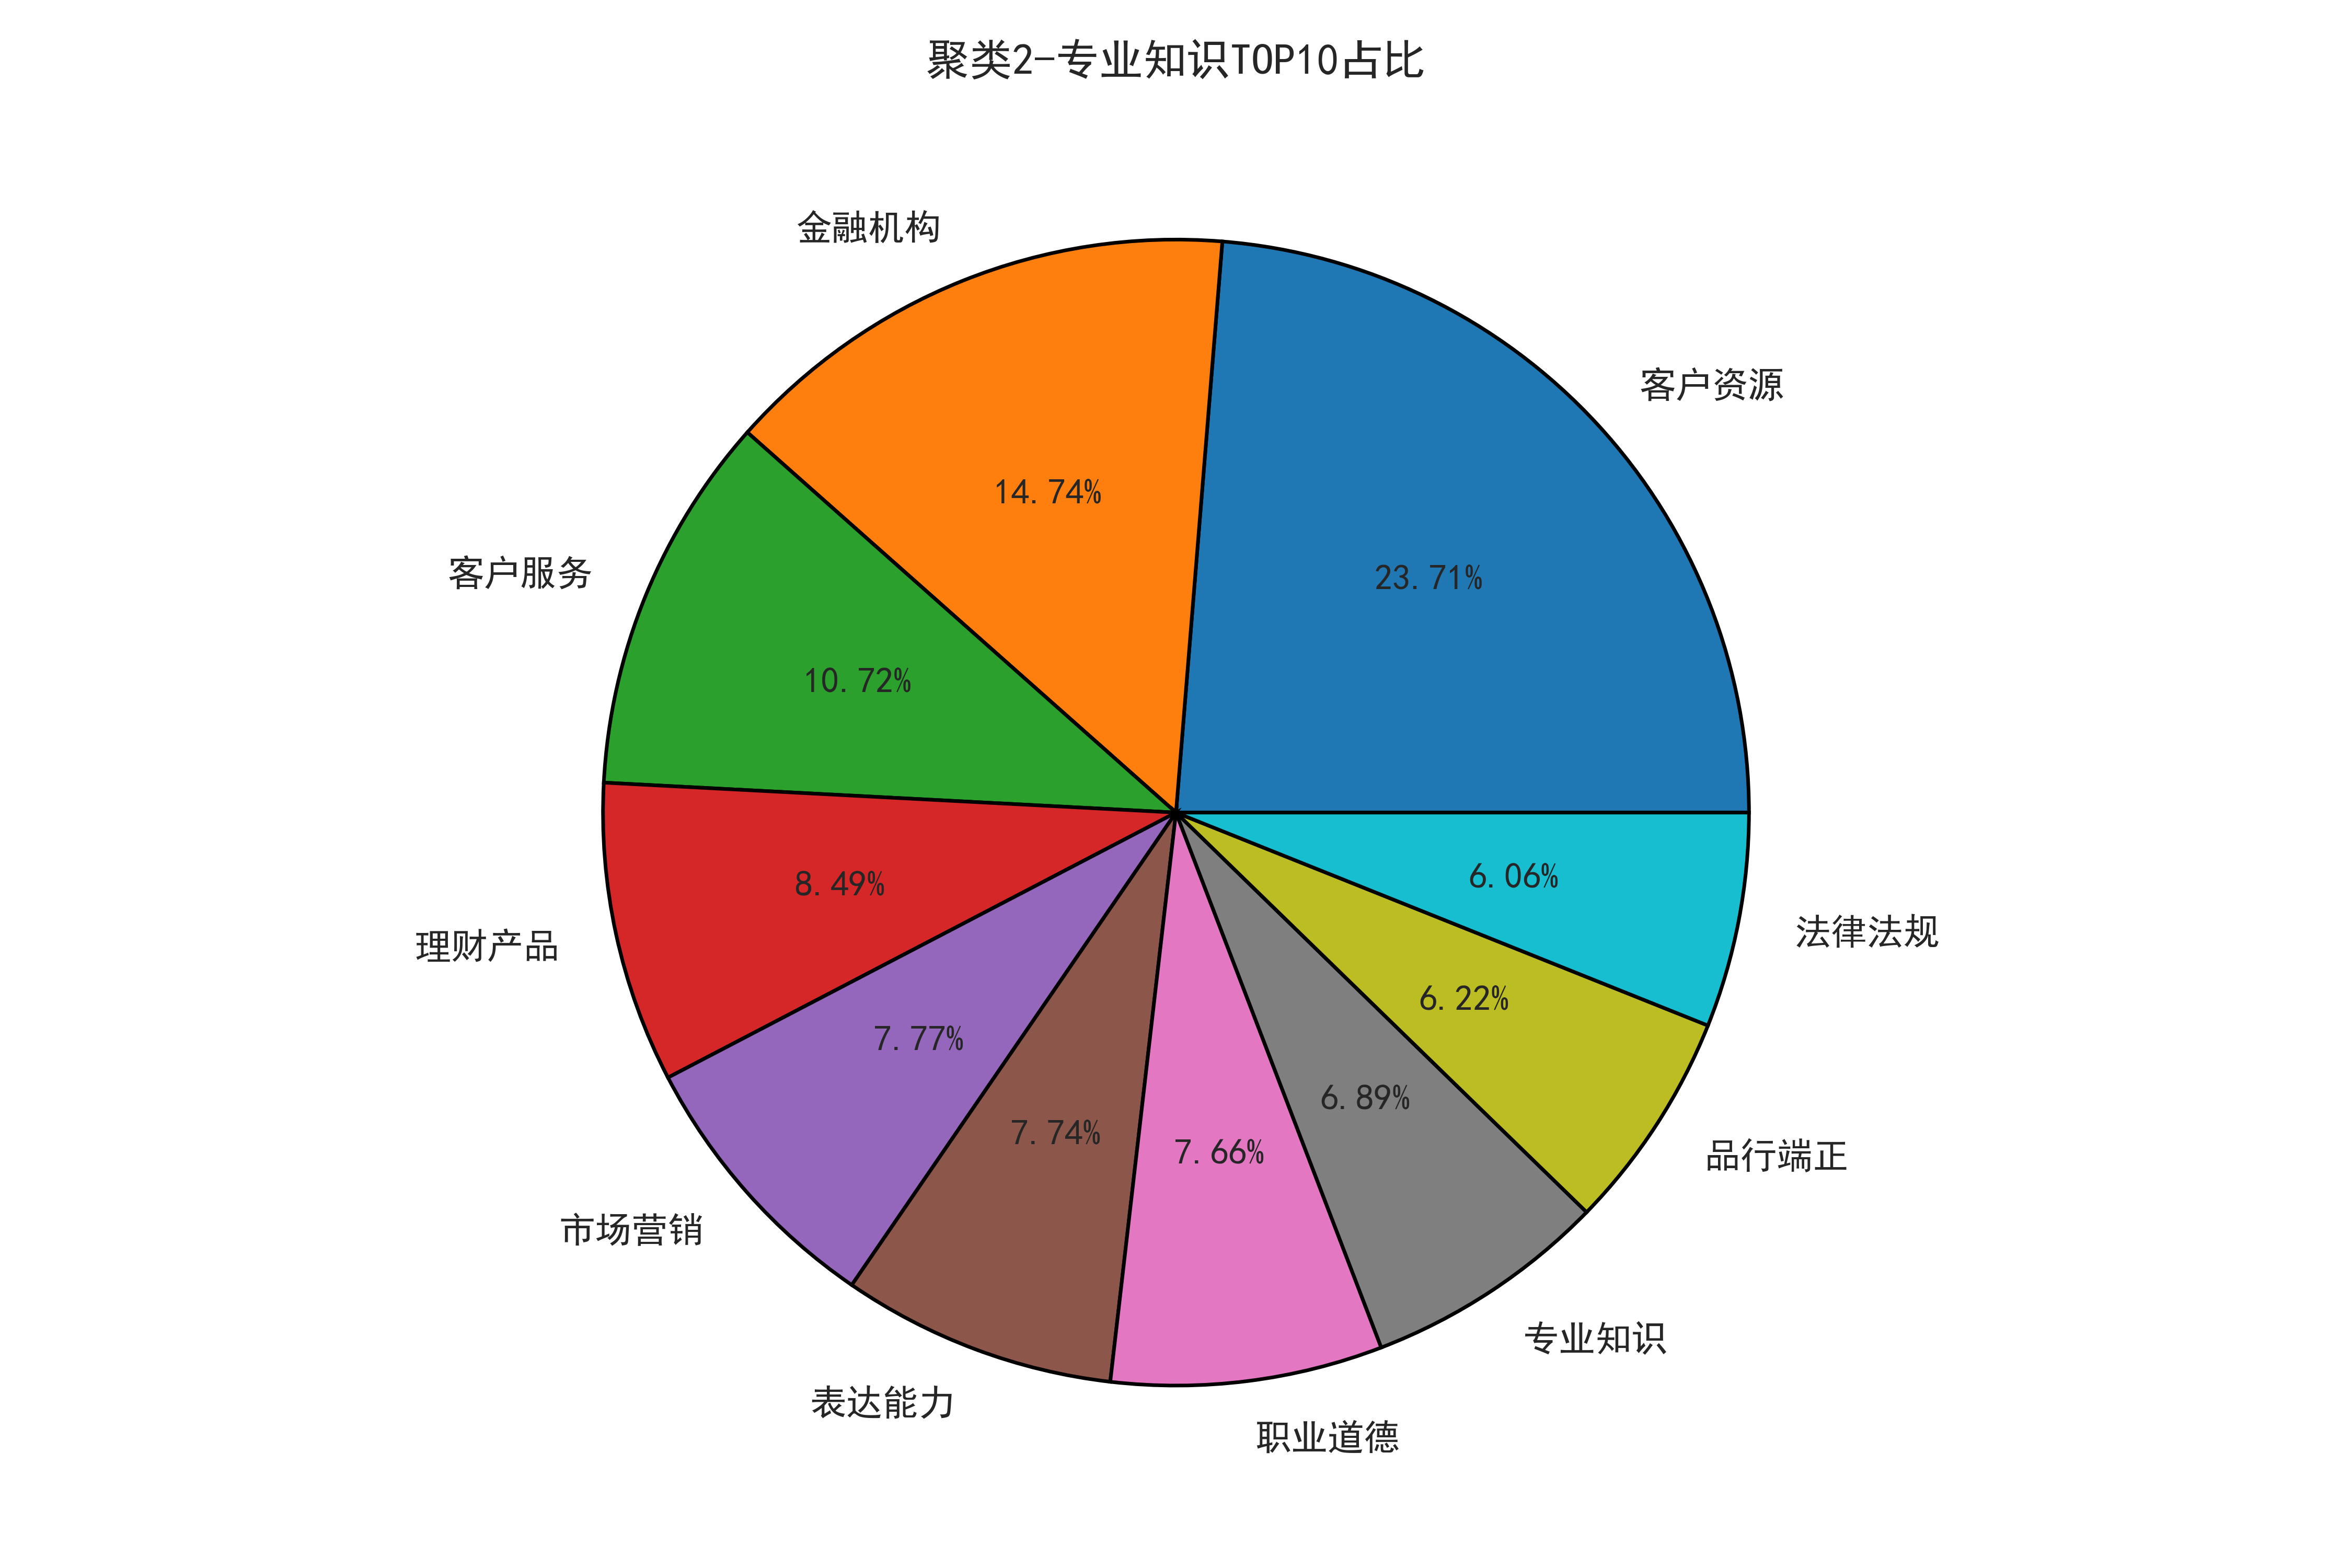 聚类2-专业知识TOP10占比
金融机构
客户资源
14.74%
23.71%
客户服务
10.72%
8.49%
6.06%
理财产品
法律法规
6.22%
7.77%
6.89%
7.74%
7.66%
品行端正
市场营销
专业知识
表达能力
职业道德